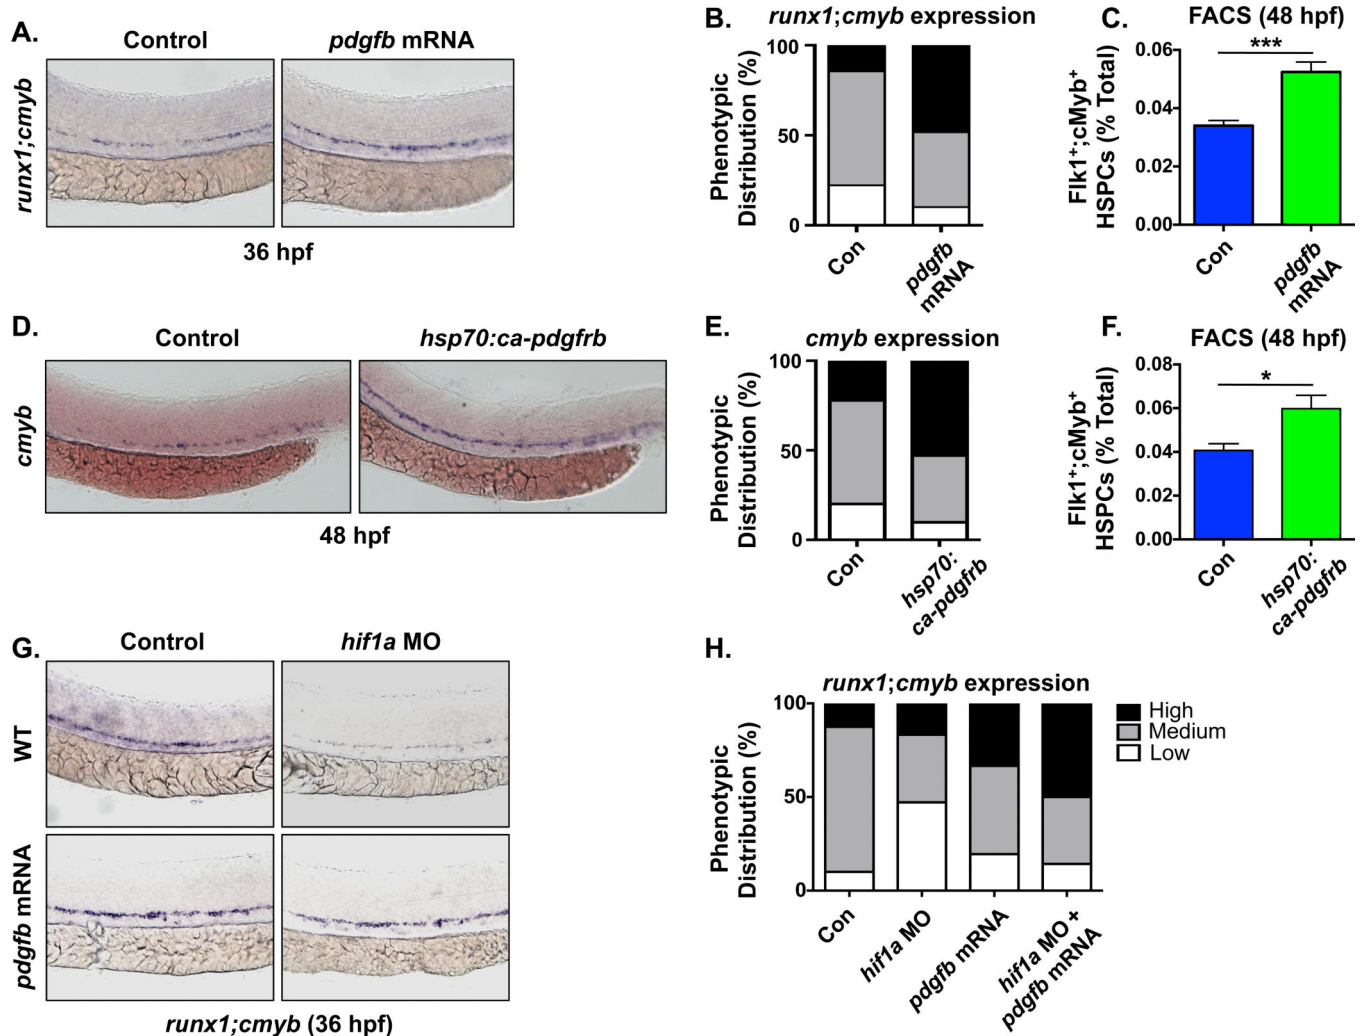 A.
Control
pdgfb mRNA
runx1;cmyb
36 hpf
B.
runx1;cmyb expression
Phenotypic
Distribution (%)
100
50
0
Con
pdgfb
mRNA
C.
FACS (48 hpf)
***
Flk1⁺;cMyb⁺
HSPCs (% Total)
0.06
0.04
0.02
0.00
Con
pdgfb
mRNA
D.
Control
hsp70:ca-pdgfrb
cmyb
48 hpf
E.
cmyb expression
Phenotypic
Distribution (%)
100
50
0
Con
hsp70:
ca-pdgfrb
F.
FACS (48 hpf)
*
Flk1⁺;cMyb⁺
HSPCs (% Total)
0.08
0.06
0.04
0.02
0.00
Con
hsp70:
ca-pdgfrb
G.
Control
hif1a MO
WT
pdgfb mRNA
runx1;cmyb (36 hpf)
H.
runx1;cmyb expression
Phenotypic
Distribution (%)
100
50
0
Con
hif1a MO
pdgfb mRNA
hif1a MO +
pdgfb mRNA
High
Medium
Low